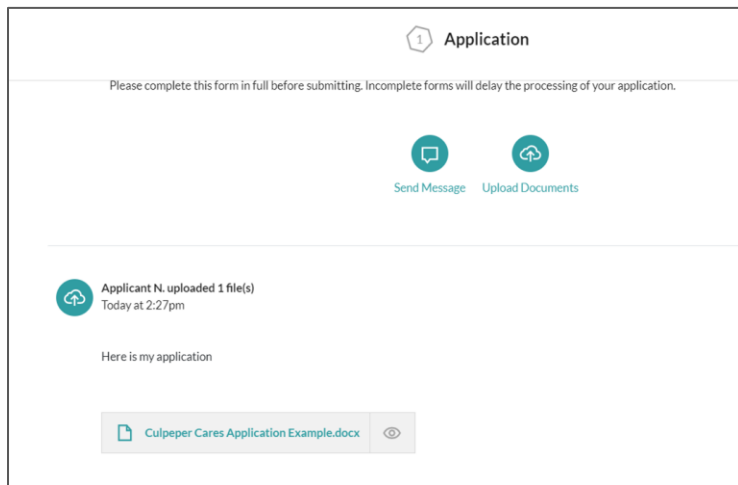 1 Application
Please complete this form in full before submitting. Incomplete forms will delay the processing of your application.
Send Message Upload Documents
Applicant N. uploaded 1 file(s)
Today at 2:27pm
Here is my application
Culpeper Cares Application Example.docx